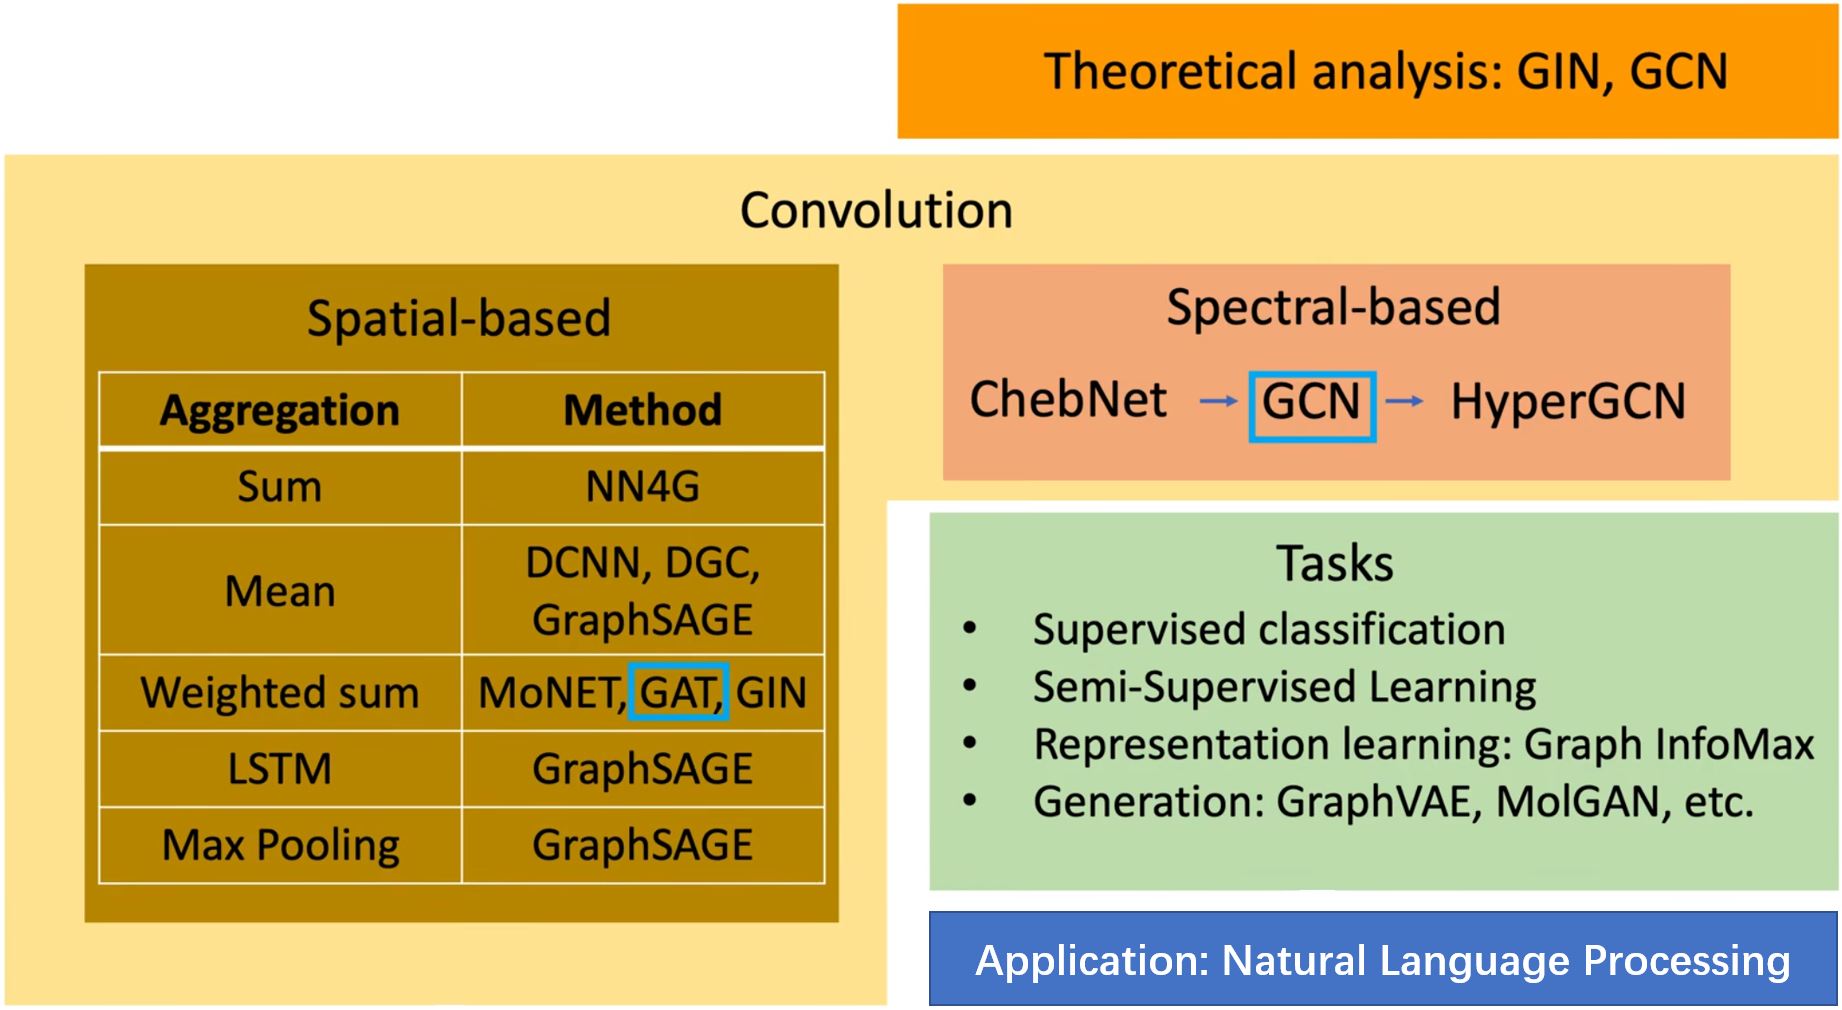 Theoretical analysis: GIN, GCN
Convolution
Spatial-based
Aggregation Method
Sum NN4G
Mean DCNN, DGC,
GraphSAGE
Weighted sum MoNET, GAT, GIN
LSTM GraphSAGE
Max Pooling GraphSAGE
Spectral-based
ChebNet → GCN → HyperGCN
Tasks
• Supervised classification
• Semi-Supervised Learning
• Representation learning: Graph InfoMax
• Generation: GraphVAE, MolGAN, etc.
Application: Natural Language Processing